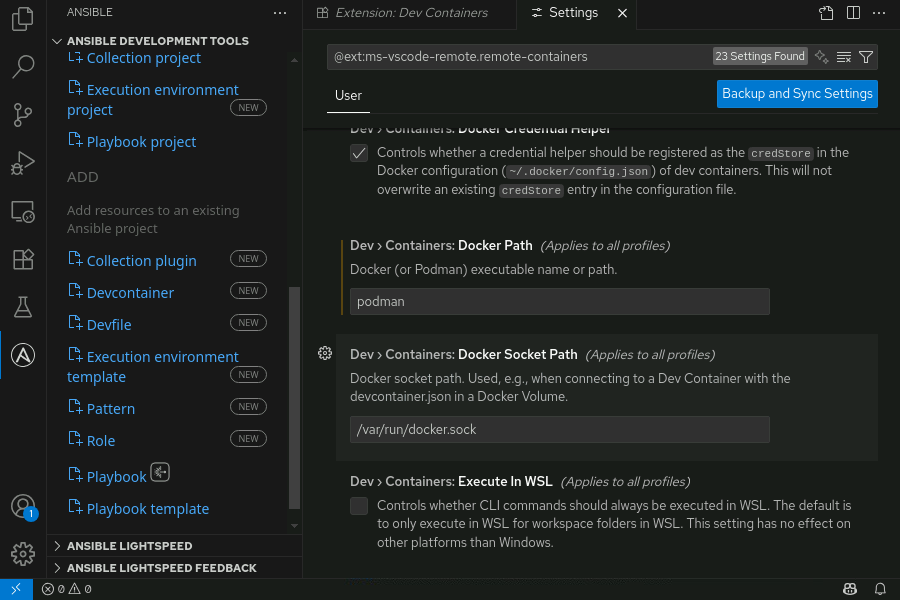 ANSIBLE
ANSIBLE DEVELOPMENT TOOLS
Collection project
Execution environment
project
NEW
Playbook project
ADD
Add resources to an existing
Ansible project
Collection plugin
NEW
Devcontainer
NEW
Devfile
NEW
Execution environment
template
NEW
Pattern
NEW
Role
NEW
Playbook
Playbook template
ANSIBLE LIGHTSPEED
ANSIBLE LIGHTSPEED FEEDBACK
1
0 0
Extension: Dev Containers
Settings
@ext:ms-vscode-remote.remote-containers
23 Settings Found
User
Backup and Sync Settings
Dev › Containers: Docker Credential Helper
Controls whether a credential helper should be registered as the credStore in the
Docker configuration (~/.docker/config.json) of dev containers. This will not
overwrite an existing credStore entry in the configuration file.
Dev › Containers: Docker Path (Applies to all profiles)
Docker (or Podman) executable name or path.
podman
Dev › Containers: Docker Socket Path (Applies to all profiles)
Docker socket path. Used, e.g., when connecting to a Dev Container with the
devcontainer.json in a Docker Volume.
/var/run/docker.sock
Dev › Containers: Execute In WSL (Applies to all profiles)
Controls whether CLI commands should always be executed in WSL. The default is
to only execute in WSL for workspace folders in WSL. This setting has no effect on
other platforms than Windows.